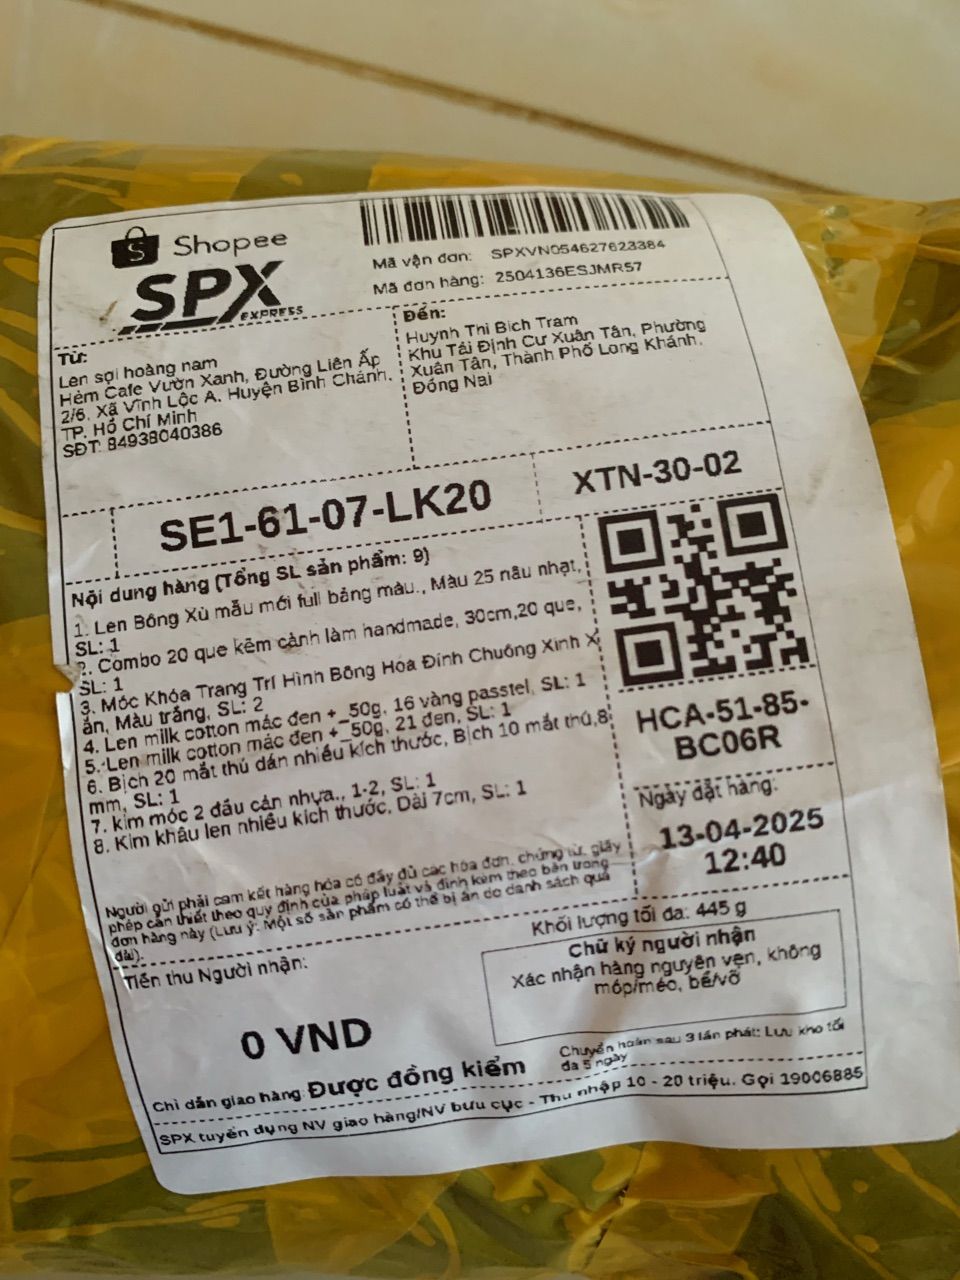 Shopee
SPX
EXPRESS
Mã vận đơn: SPXVN054627623384
Mã đơn hàng: 2504136ESJMR57
Từ:
Len sợi hoàng nam
Hẻm Cafe Vườn Xanh, Đường Liên Ấp
2/6, Xã Vĩnh Lộc A, Huyện Bình Chánh,
TP. Hồ Chí Minh
SĐT: 84938040386
Đến:
Huynh Thi Bich Tram
Khu Tái Định Cư Xuân Tân, Phường
Xuân Tân, Thành Phố Long Khánh,
Đồng Nai
SE1-61-07-LK20
XTN-30-02
Nội dung hàng (Tổng SL sản phẩm: 9)
1. Len Bông Xù mẫu mới full bảng màu., Màu 25 nâu nhạt,
SL: 1
2. Combo 20 que kẽm cành làm handmade, 30cm,20 que,
SL: 1
3. Móc Khóa Trang Trí Hình Bông Hoa Đính Chuông Xinh X
ắn, Màu trắng, SL: 2
4. Len milk cotton mác đen +_50g, 16 vàng passtel, SL: 1
5. Len milk cotton mác đen +_50g, 21 đen, SL: 1
6. Bịch 20 mắt thú dán nhiều kích thước, Bịch 10 mắt thú,8
mm, SL: 1
7. kim móc 2 đầu cán nhựa., 1-2, SL: 1
8. Kim khâu len nhiều kích thước, Dài 7cm, SL: 1
HCA-51-85-
BC06R
Ngày đặt hàng:
13-04-2025
12:40
Người gửi phải cam kết hàng hóa có đầy đủ các hóa đơn, chứng từ, giấy
phép cần thiết theo quy định của pháp luật và đính kèm theo bên trong
đơn hàng này (Lưu ý: Một số sản phẩm có thể bị ẩn do danh sách quá
dài).
Khối lượng tối đa: 445 g
Tiền thu Người nhận:
0 VND
Chữ ký người nhận
Xác nhận hàng nguyên vẹn, không
móp/méo, bể/vỡ
Chỉ dẫn giao hàng: Được đồng kiểm
Chuyển hoàn sau 3 lần phát; Lưu kho tối
đa 5 ngày
SPX tuyển dụng NV giao hàng/NV bưu cục - Thu nhập 10 - 20 triệu. Gọi 19006885